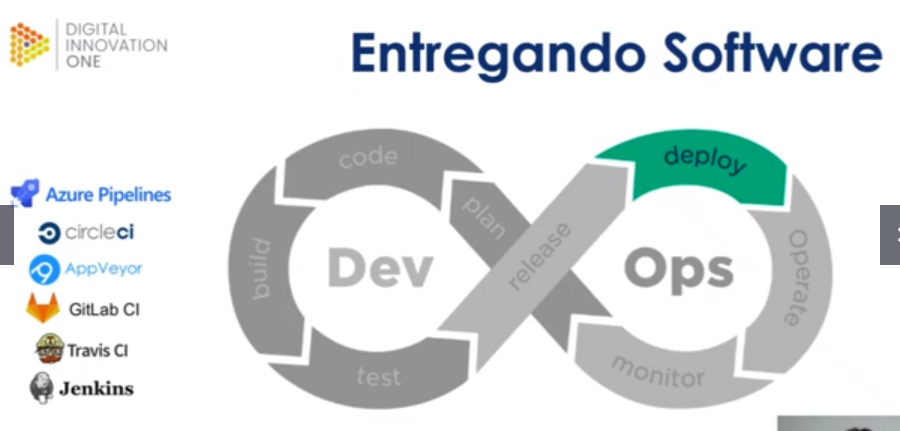 DIGITAL
INNOVATION
ONE
Entregando Software
Azure Pipelines
circleci
AppVeyor
GitLab CI
Travis CI
Jenkins
code
plan
build
Dev
test
release
deploy
Ops
Operate
monitor